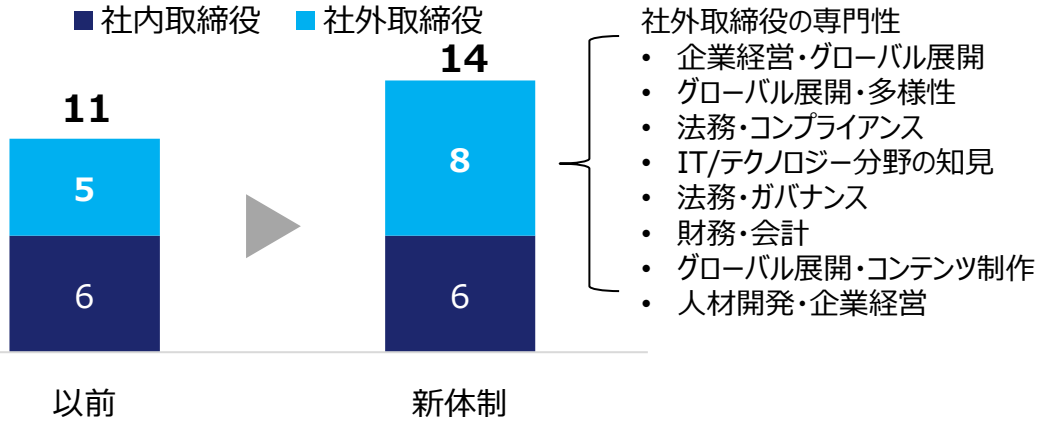 ■ 社内取締役 ■ 社外取締役
11
5
6
以前
14
8
6
新体制
社外取締役の専門性
• 企業経営・グローバル展開
• グローバル展開・多様性
• 法務・コンプライアンス
• IT/テクノロジー分野の知見
• 法務・ガバナンス
• 財務・会計
• グローバル展開・コンテンツ制作
• 人材開発・企業経営